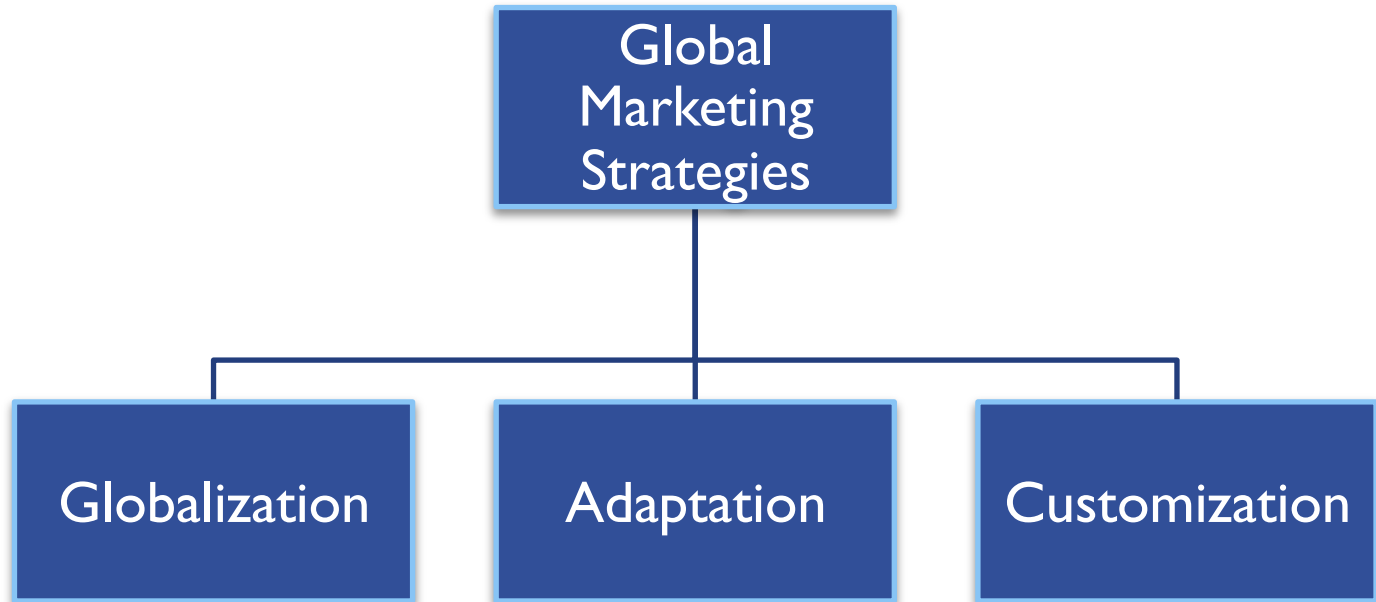 Global
Marketing
Strategies
Globalization
Adaptation
Customization